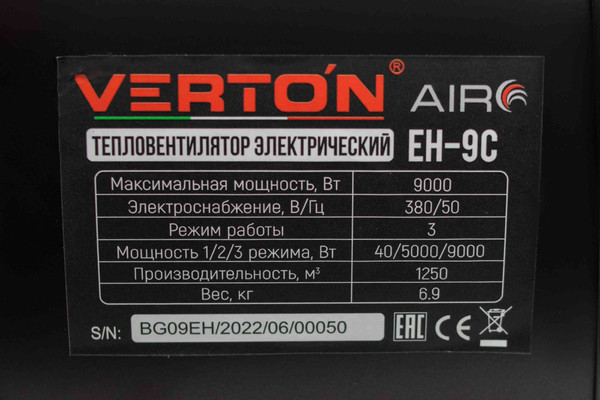 VERTON® AIR
ТЕПЛОВЕНТИЛЯТОР ЭЛЕКТРИЧЕСКИЙ EH-9C
Максимальная мощность, Вт 9000
Электроснабжение, В/Гц 380/50
Режим работы 3
Мощность 1/2/3 режима, Вт 40/5000/9000
Производительность, м³ 1250
Вес, кг 6.9
S/N: BG09EH/2022/06/00050 EAC CE